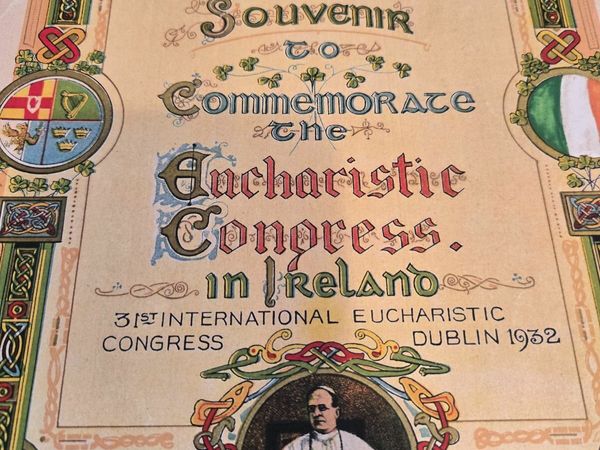 Souvenir
to
Commemorate
the
Eucharistic
Congress.
in Ireland
31ST INTERNATIONAL EUCHARISTIC
CONGRESS DUBLIN 1932